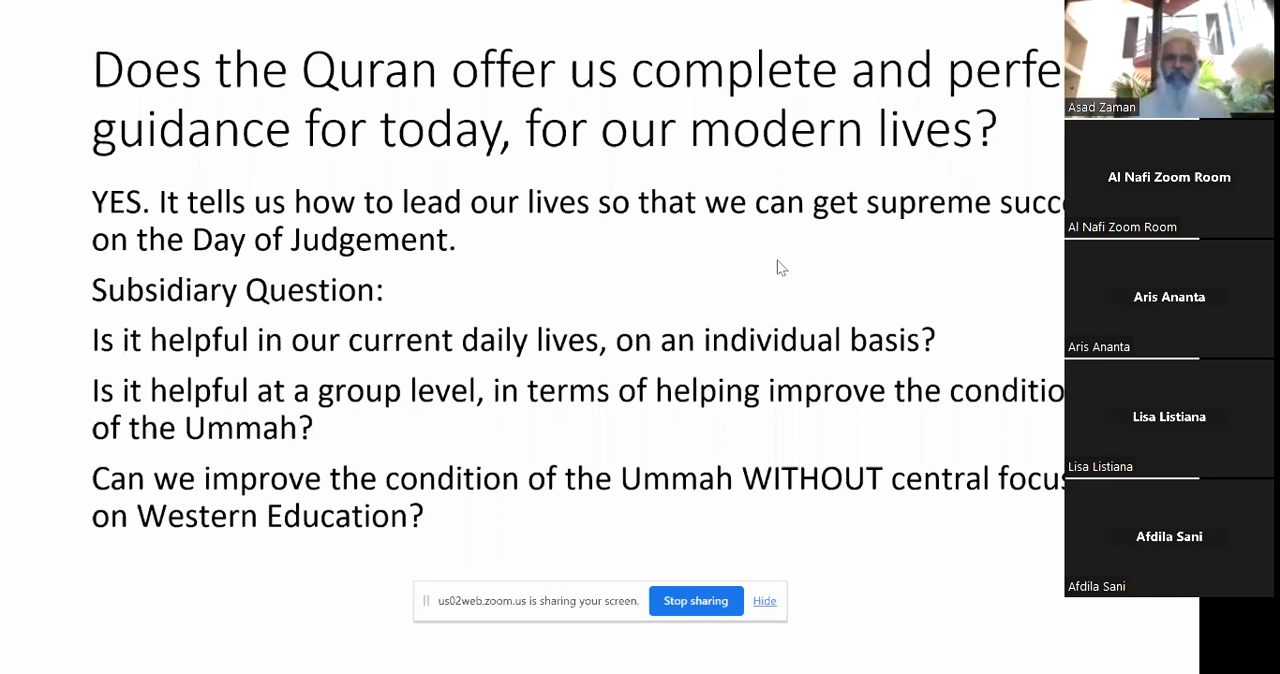 Does the Quran offer us complete and perfe
guidance for today, for our modern lives?
YES. It tells us how to lead our lives so that we can get supreme succ
on the Day of Judgement.
Subsidiary Question:
Is it helpful in our current daily lives, on an individual basis?
Is it helpful at a group level, in terms of helping improve the conditio
of the Ummah?
Can we improve the condition of the Ummah WITHOUT central focus
on Western Education?
us02web.zoom.us is sharing your screen.
Stop sharing
Hide
Asad Zaman
Al Nafi Zoom Room
Al Nafi Zoom Room
Aris Ananta
Aris Ananta
Lisa Listiana
Lisa Listiana
Afdila Sani
Afdila Sani